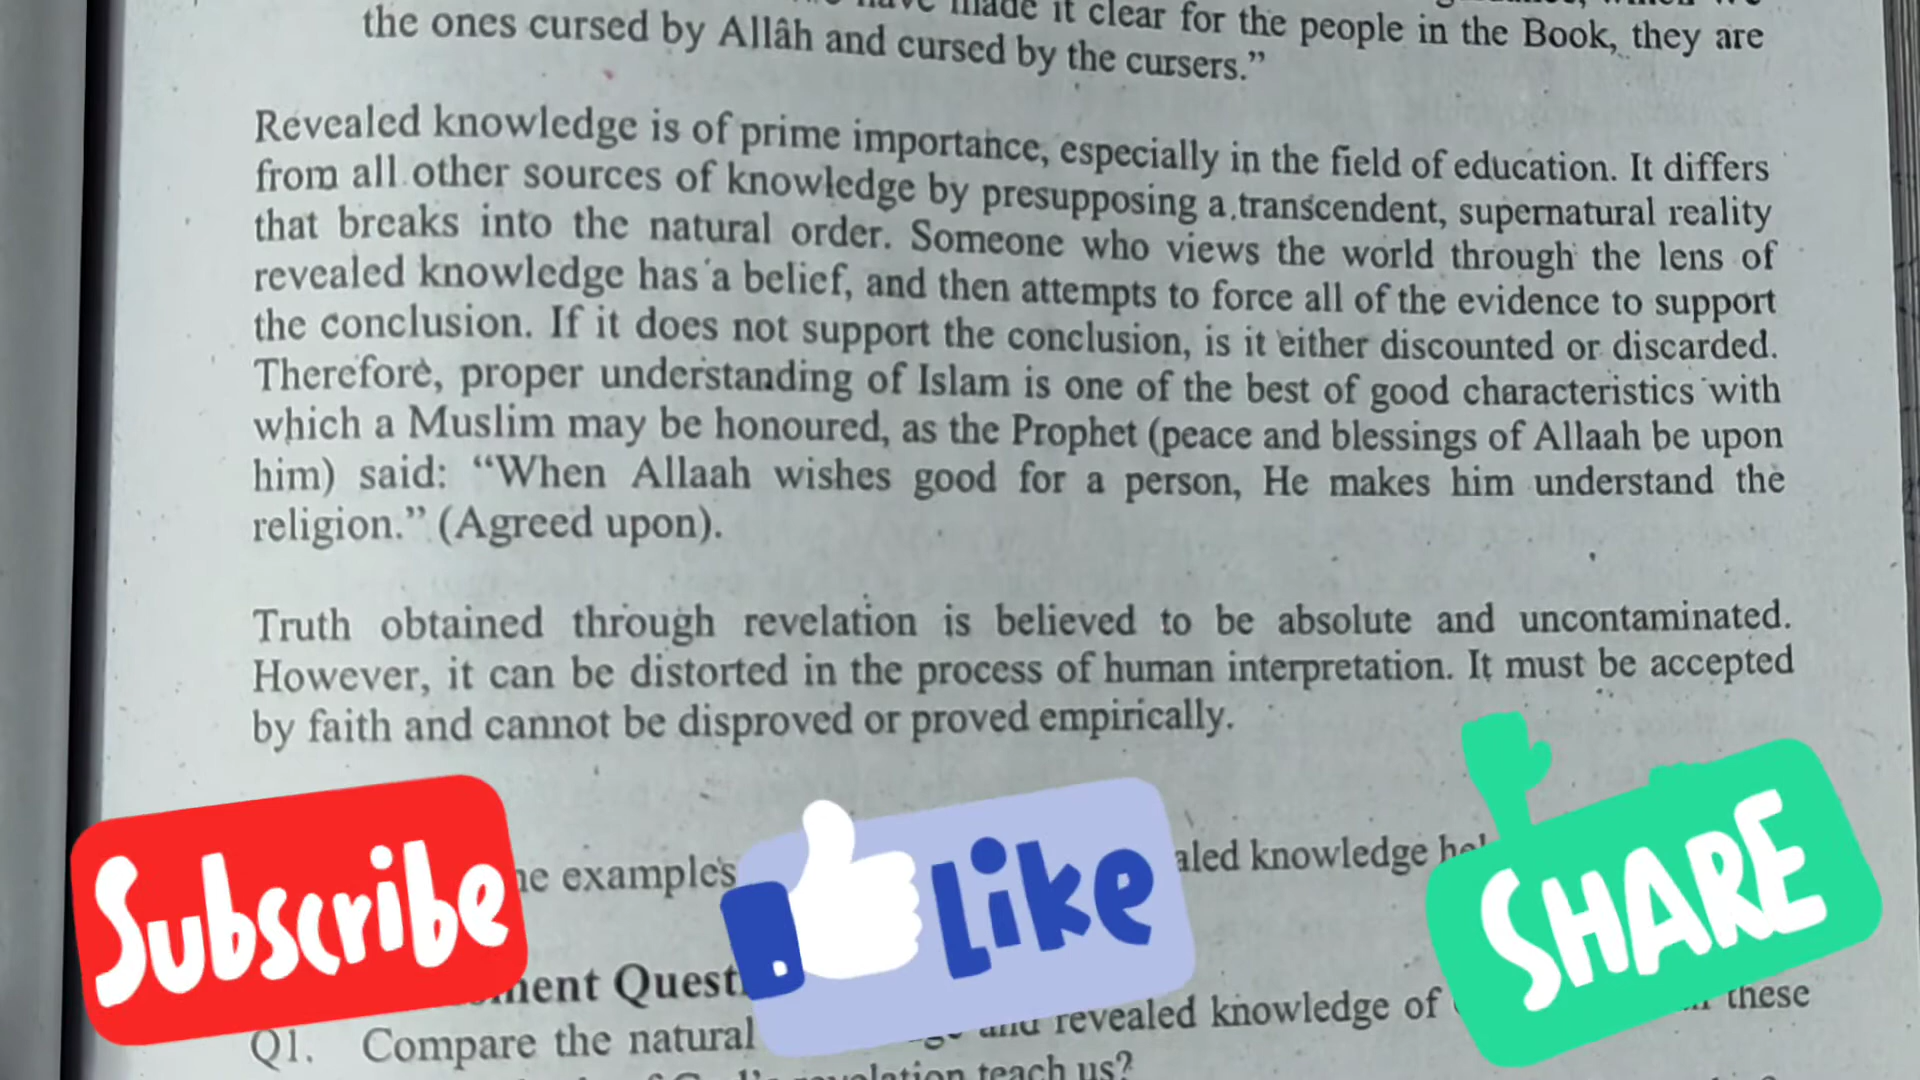 have made it clear for the people in the Book, they are
the ones cursed by Allâh and cursed by the cursers.”
Revealed knowledge is of prime importance, especially in the field of education. It differs
from all other sources of knowledge by presupposing a transcendent, supernatural reality
that breaks into the natural order. Someone who views the world through the lens of
revealed knowledge has a belief, and then attempts to force all of the evidence to support
the conclusion. If it does not support the conclusion, is it either discounted or discarded.
Therefore, proper understanding of Islam is one of the best of good characteristics with
which a Muslim may be honoured, as the Prophet (peace and blessings of Allaah be upon
him) said: “When Allaah wishes good for a person, He makes him understand the
religion.” (Agreed upon).
Truth obtained through revelation is believed to be absolute and uncontaminated.
However, it can be distorted in the process of human interpretation. It must be accepted
by faith and cannot be disproved or proved empirically.
examples aled knowledge
Subscribe
Like
SHARE
Quest
Q1. Compare the natural and revealed knowledge of these
teach us?